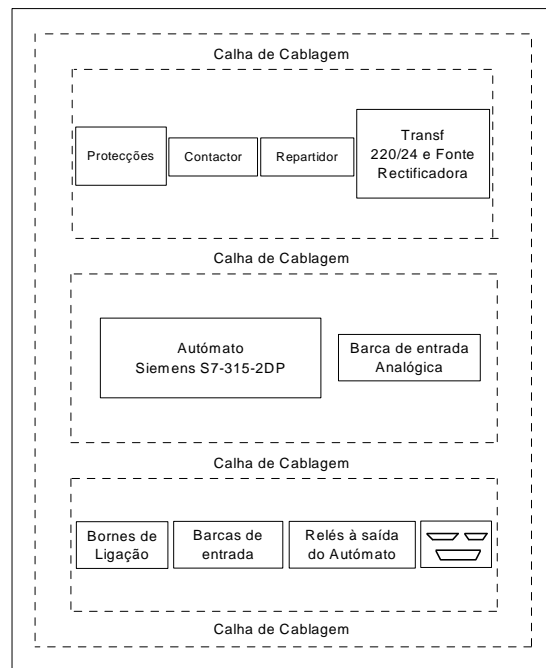 Calha de Cablagem
Protecções
Contactor
Repartidor
Transf
220/24 e Fonte
Rectificadora
Calha de Cablagem
Autómato
Siemens S7-315-2DP
Barca de entrada
Analógica
Calha de Cablagem
Bornes de
Ligação
Barcas de
entrada
Relés à saída
do Autómato
Calha de Cablagem